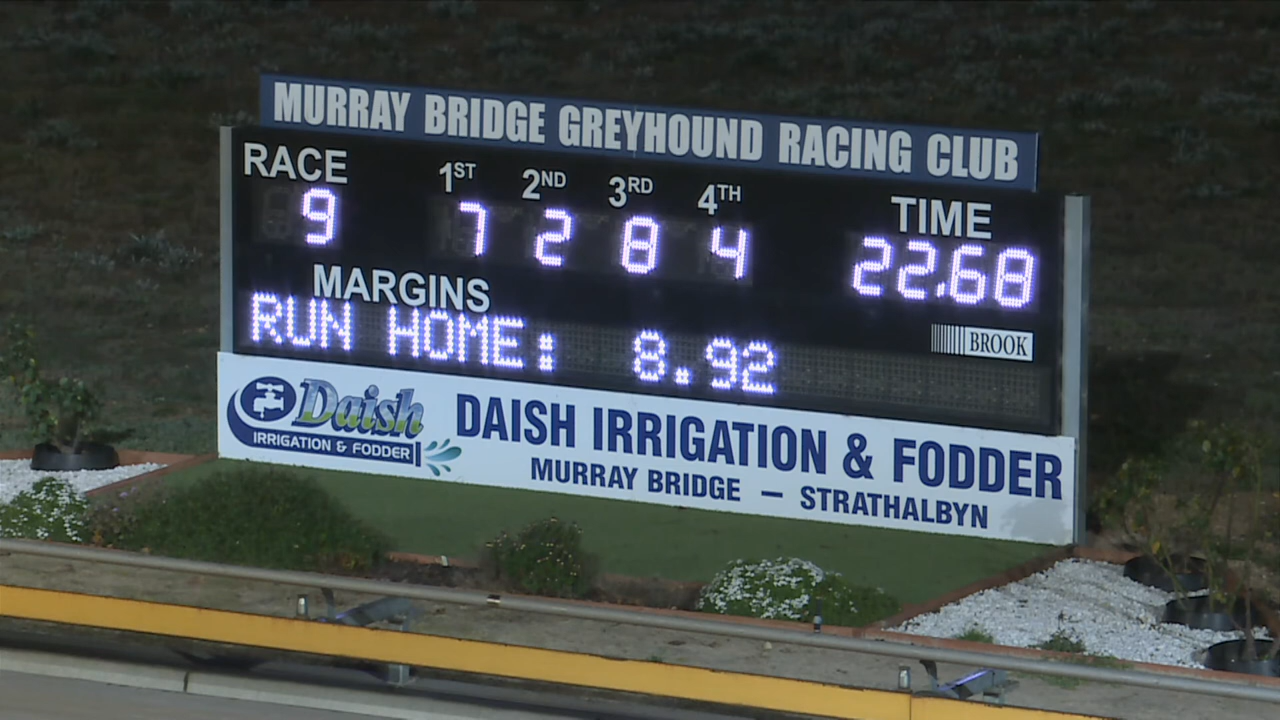 MURRAY BRIDGE GREYHOUND RACING CLUB
RACE 1ST 2ND 3RD 4TH TIME
9 7 2 8 4 22.68
MARGINS
RUN HOME: 8.92
BROOK
Daish
IRRIGATION & FODDER
DAISH IRRIGATION & FODDER
MURRAY BRIDGE – STRATHALBYN